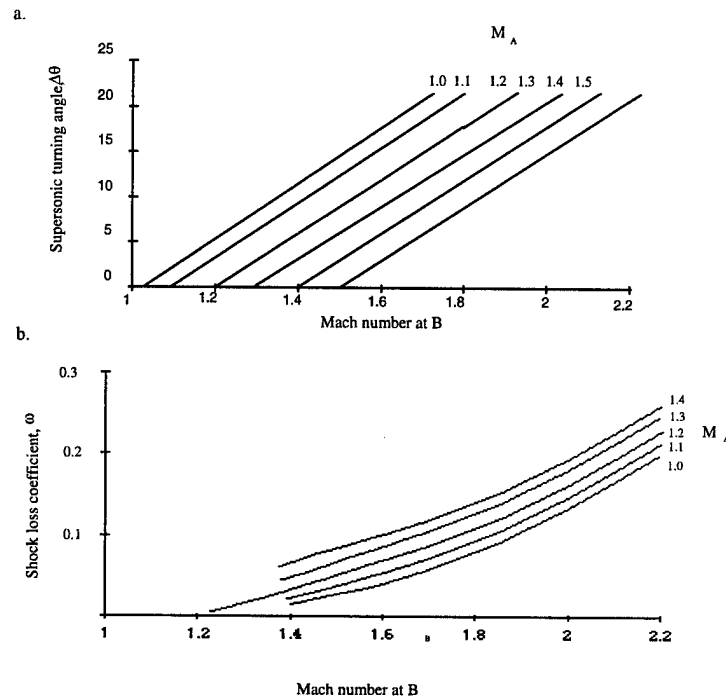 a.
M A
25
20
15
10
5
0
Supersonic turning angle Δθ
1.0 1.1 1.2 1.3 1.4 1.5
1 1.2 1.4 1.6 1.8 2 2.2
Mach number at B
b.
0.3
0.2
0.1
Shock loss coefficient, ω
1.4
1.3
1.2
1.1
1.0
M A
1 1.2 1.4 1.6 B 1.8 2 2.2
Mach number at B